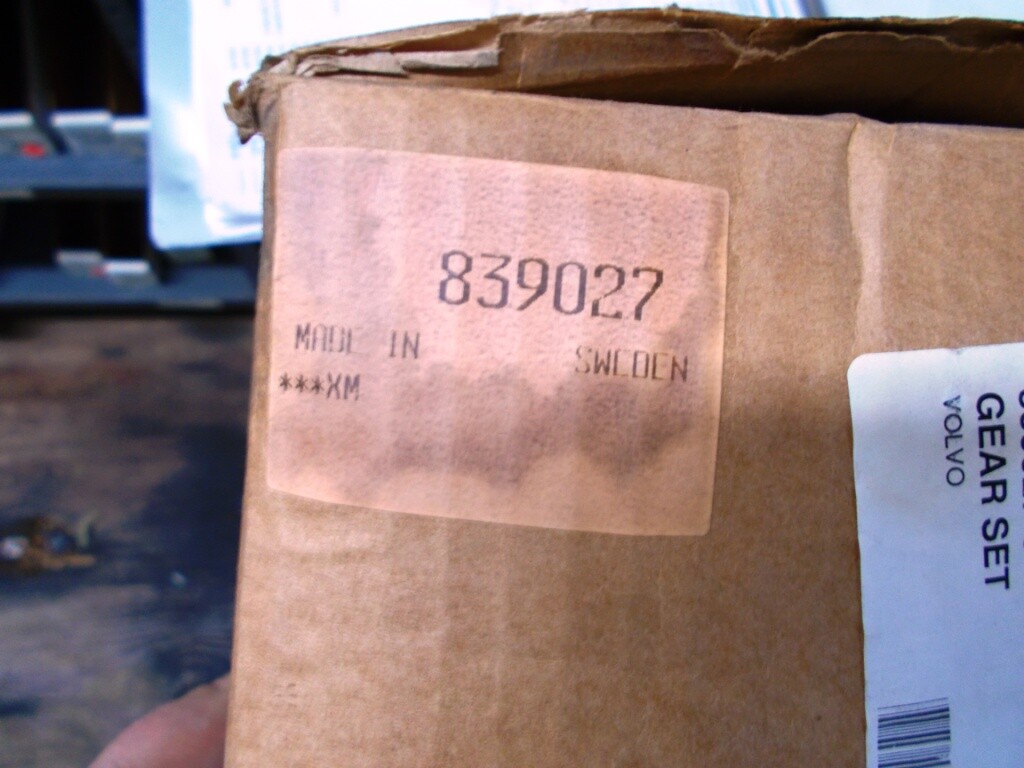 839027
MADE IN SWEDEN
***XM
GEAR SET
VOLVO